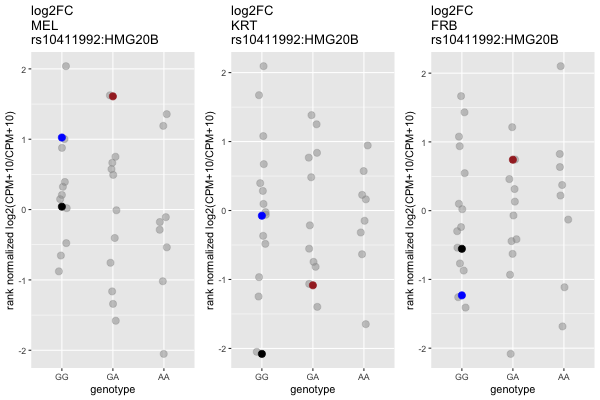 log2FC
MEL
rs10411992:HMG20B
rank normalized log2(CPM+10/CPM+10)
2
1
0
-1
-2
GG
GA
AA
genotype
log2FC
KRT
rs10411992:HMG20B
rank normalized log2(CPM+10/CPM+10)
2
1
0
-1
-2
GG
GA
AA
genotype
log2FC
FRB
rs10411992:HMG20B
rank normalized log2(CPM+10/CPM+10)
2
1
0
-1
-2
GG
GA
AA
genotype